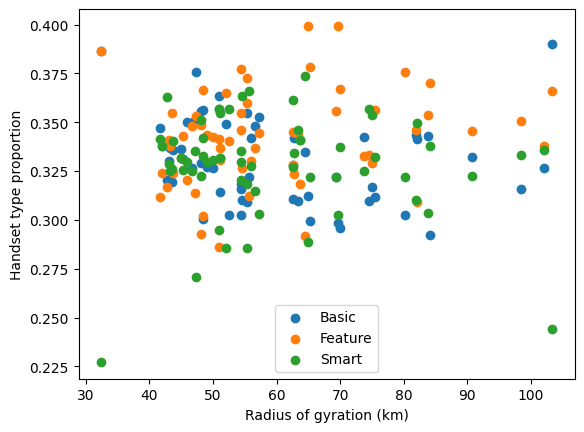 0.400
0.375
0.350
0.325
0.300
0.275
0.250
0.225
Handset type proportion
Basic
Feature
Smart
30 40 50 60 70 80 90 100
Radius of gyration (km)